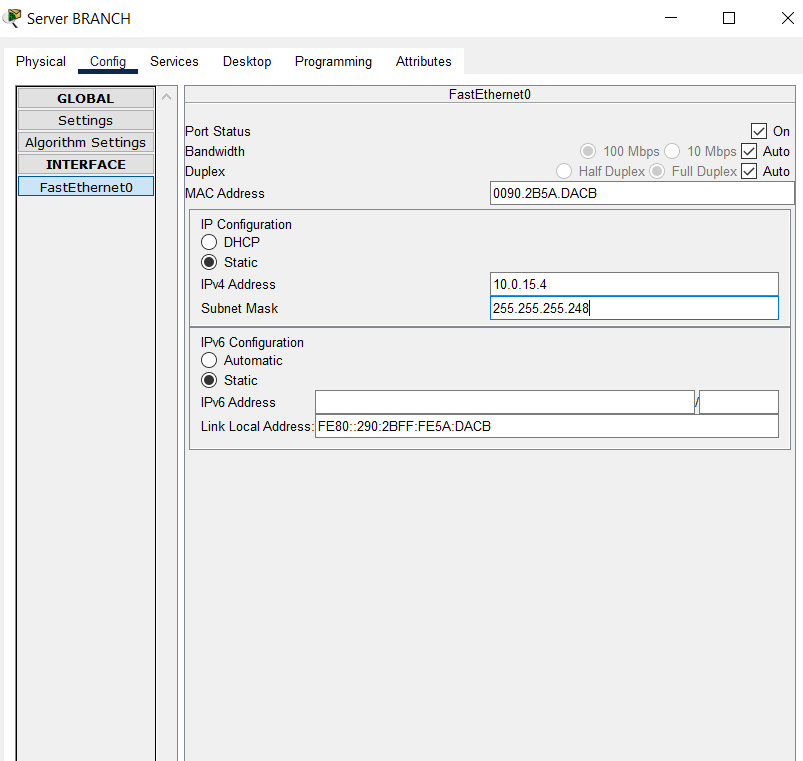 Server BRANCH
Physical Config Services Desktop Programming Attributes
GLOBAL
Settings
Algorithm Settings
INTERFACE
FastEthernet0
FastEthernet0
Port Status On
Bandwidth 100 Mbps 10 Mbps Auto
Duplex Half Duplex Full Duplex Auto
MAC Address 0090.2B5A.DACB
IP Configuration
DHCP
Static
IPv4 Address 10.0.15.4
Subnet Mask 255.255.255.248
IPv6 Configuration
Automatic
Static
IPv6 Address /
Link Local Address: FE80::290:2BFF:FE5A:DACB